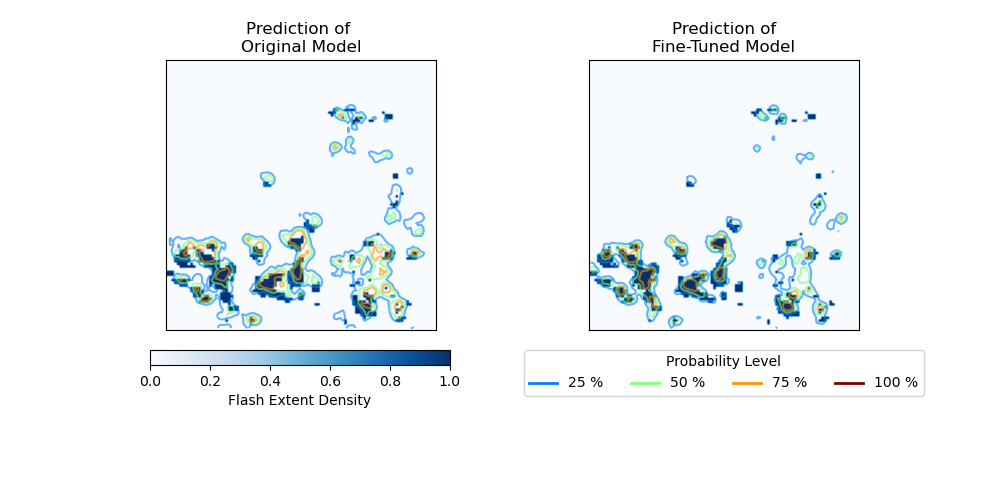 Prediction of
Original Model
Prediction of
Fine-Tuned Model
0.0 0.2 0.4 0.6 0.8 1.0
Flash Extent Density
Probability Level
25 % 50 % 75 % 100 %